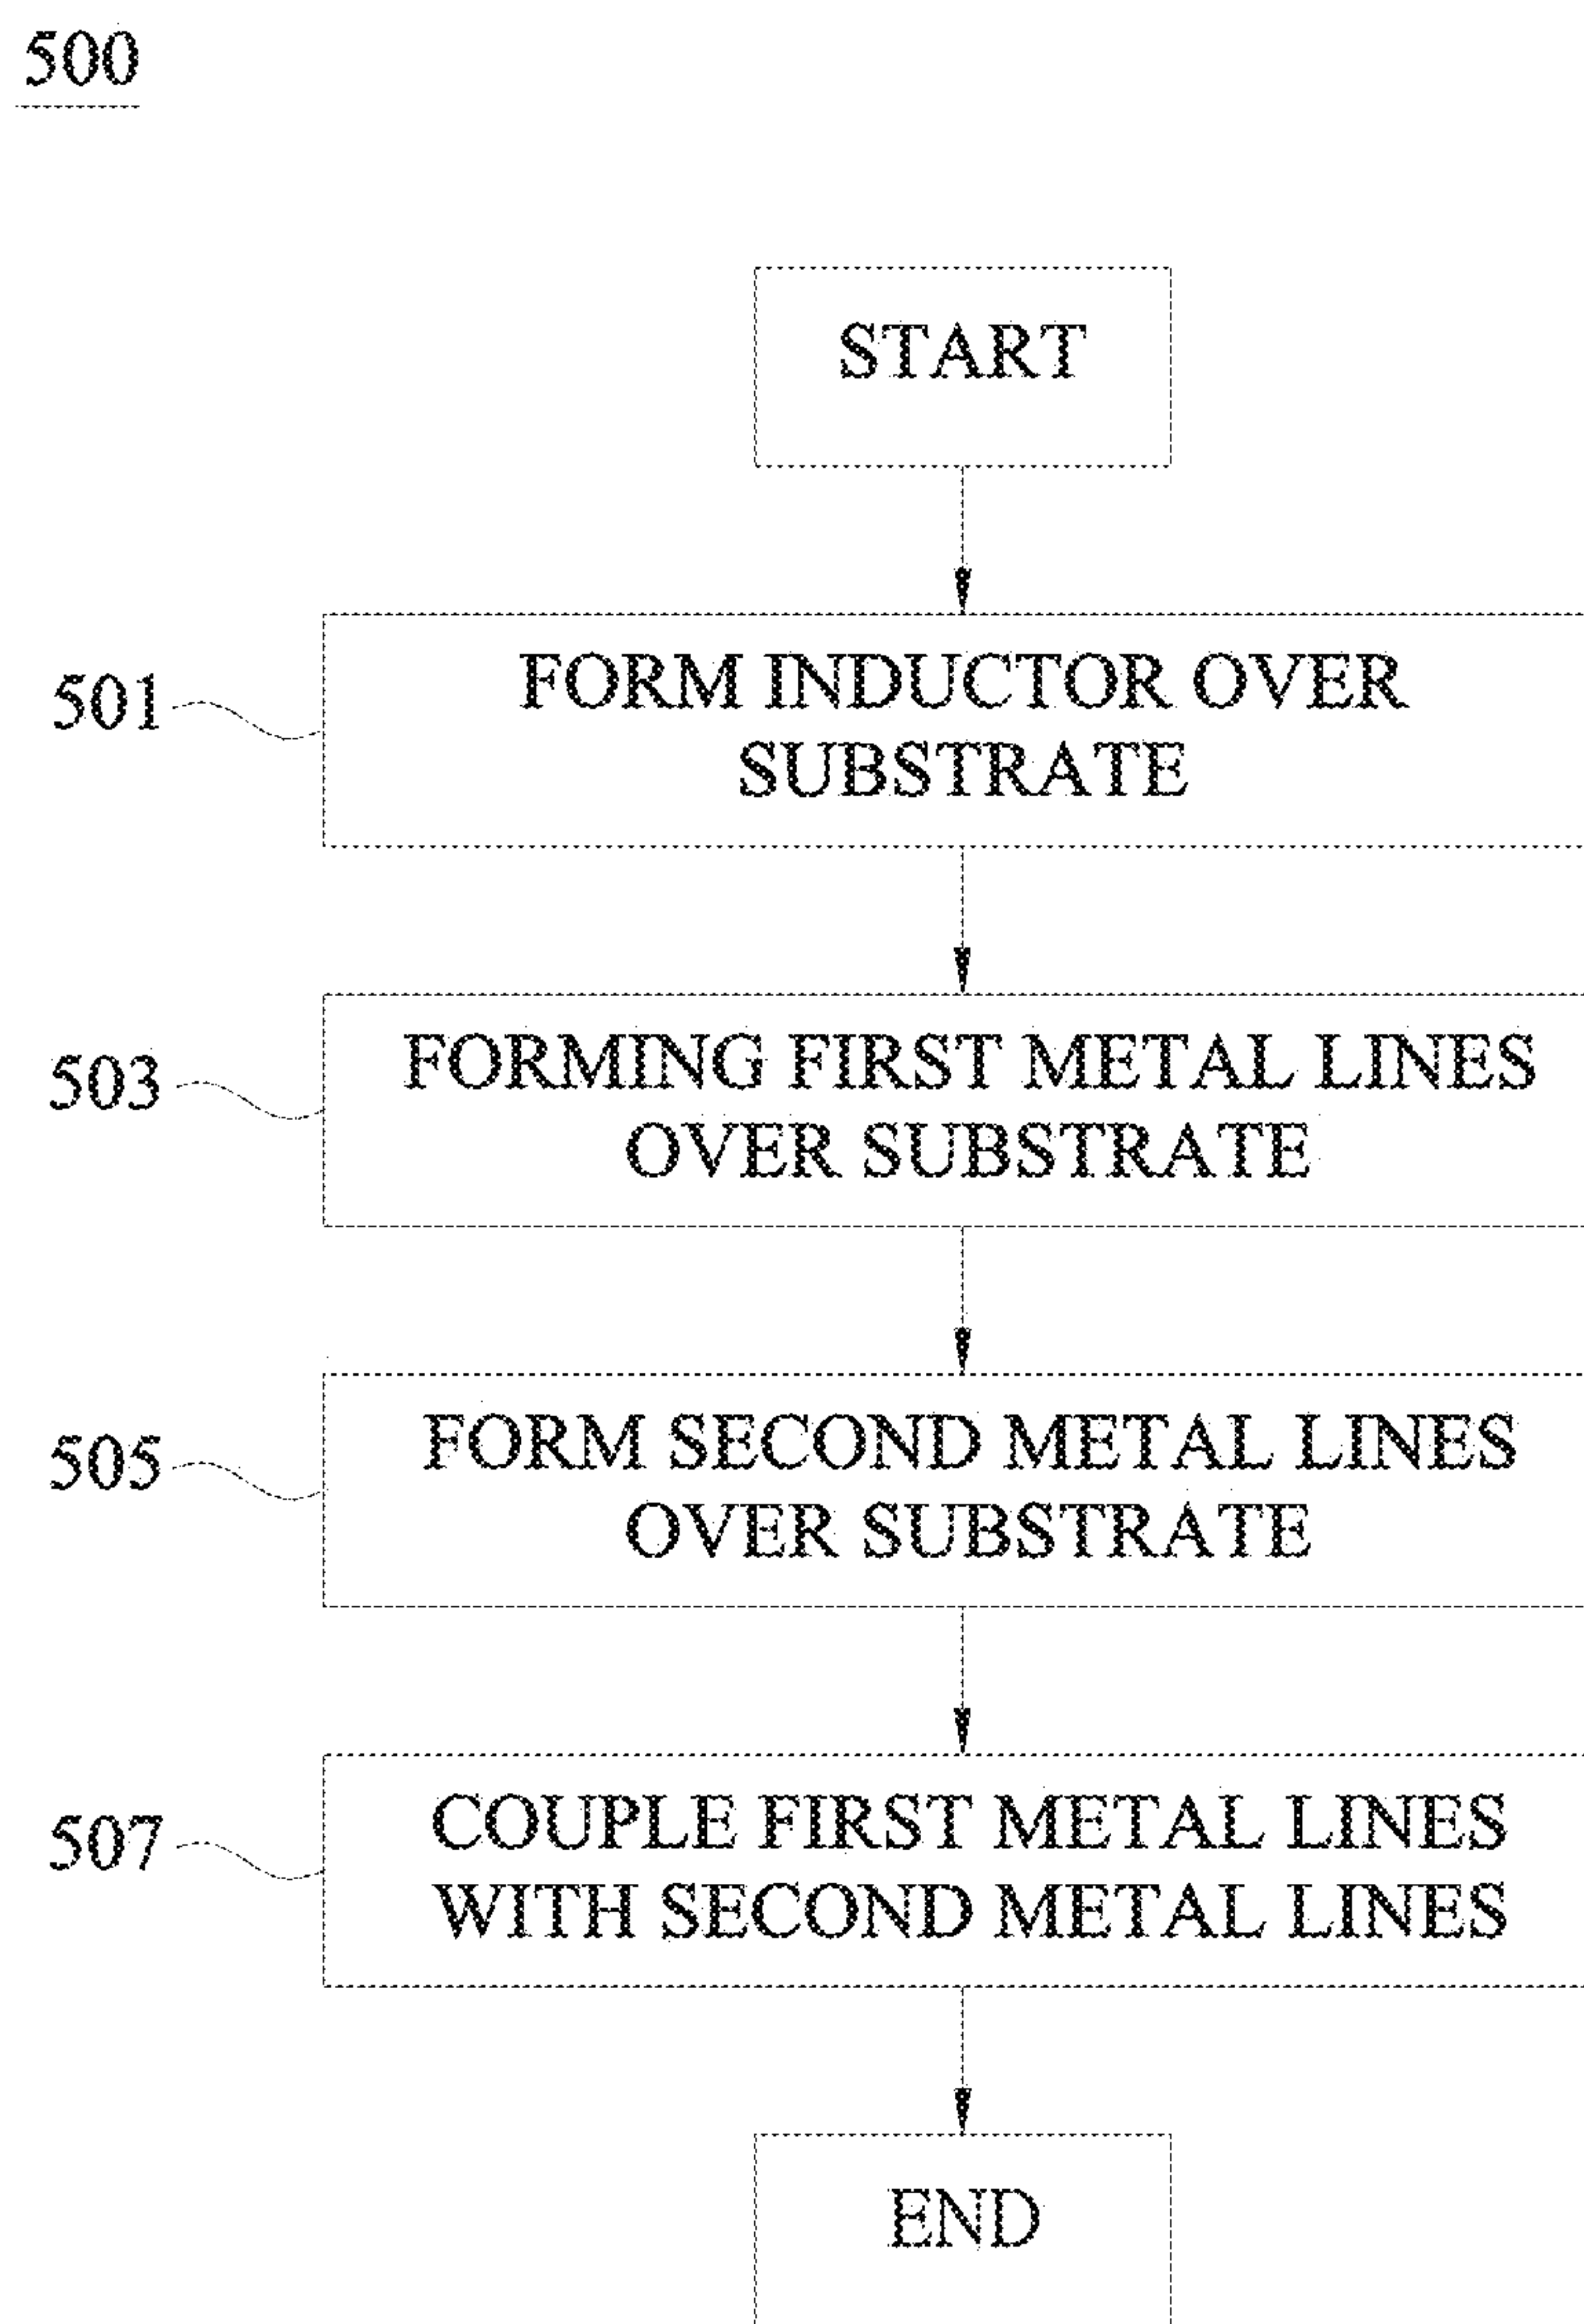 500
START
501
FORM INDUCTOR OVER
SUBSTRATE
503
FORMING FIRST METAL LINES
OVER SUBSTRATE
505
FORM SECOND METAL LINES
OVER SUBSTRATE
507
COUPLE FIRST METAL LINES
WITH SECOND METAL LINES
END